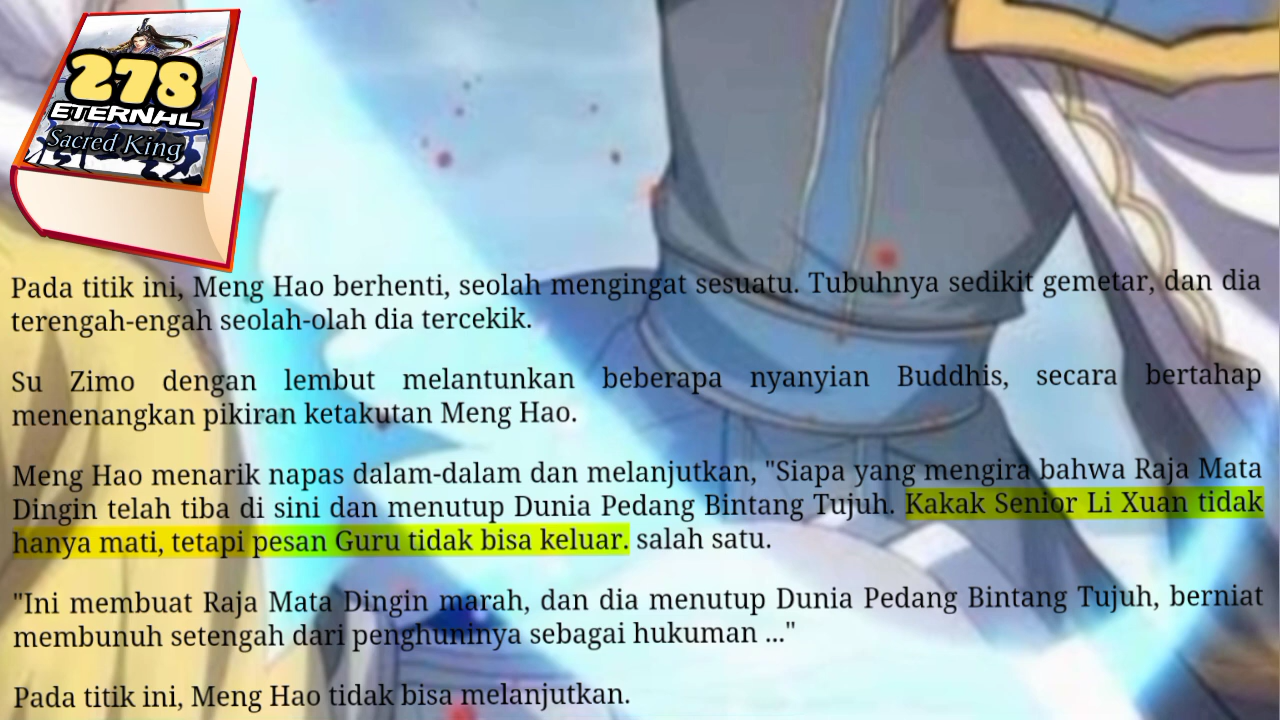 278
ETERNAL
Sacred King
Pada titik ini, Meng Hao berhenti, seolah mengingat sesuatu. Tubuhnya sedikit gemetar, dan dia
terengah-engah seolah-olah dia tercekik.
Su Zimo dengan lembut melantunkan beberapa nyanyian Buddhis, secara bertahap
menenangkan pikiran ketakutan Meng Hao.
Meng Hao menarik napas dalam-dalam dan melanjutkan, "Siapa yang mengira bahwa Raja Mata
Dingin telah tiba di sini dan menutup Dunia Pedang Bintang Tujuh. Kakak Senior Li Xuan tidak
hanya mati, tetapi pesan Guru tidak bisa keluar. salah satu.
"Ini membuat Raja Mata Dingin marah, dan dia menutup Dunia Pedang Bintang Tujuh, berniat
membunuh setengah dari penghuninya sebagai hukuman ..."
Pada titik ini, Meng Hao tidak bisa melanjutkan.